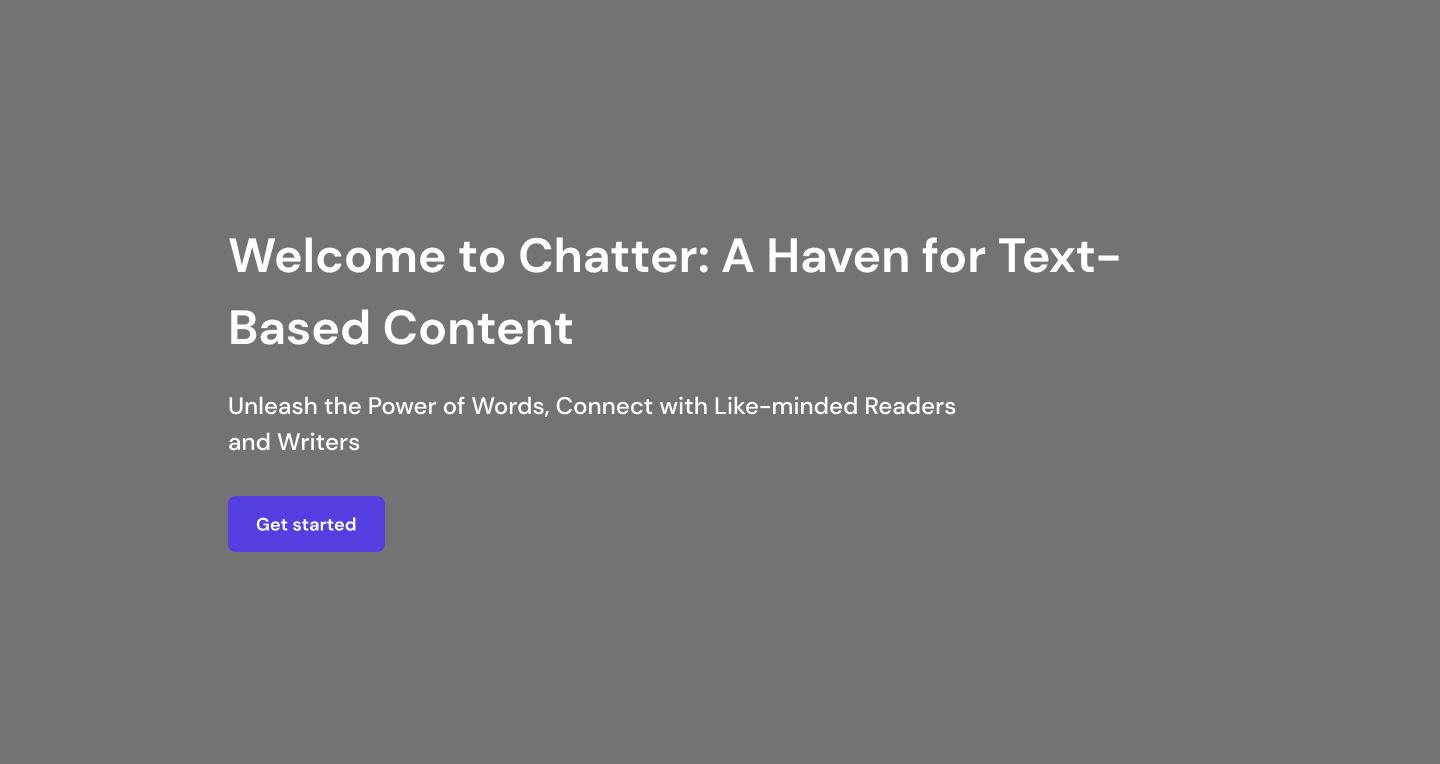 Welcome to Chatter: A Haven for Text-
Based Content
Unleash the Power of Words, Connect with Like-minded Readers
and Writers
Get started